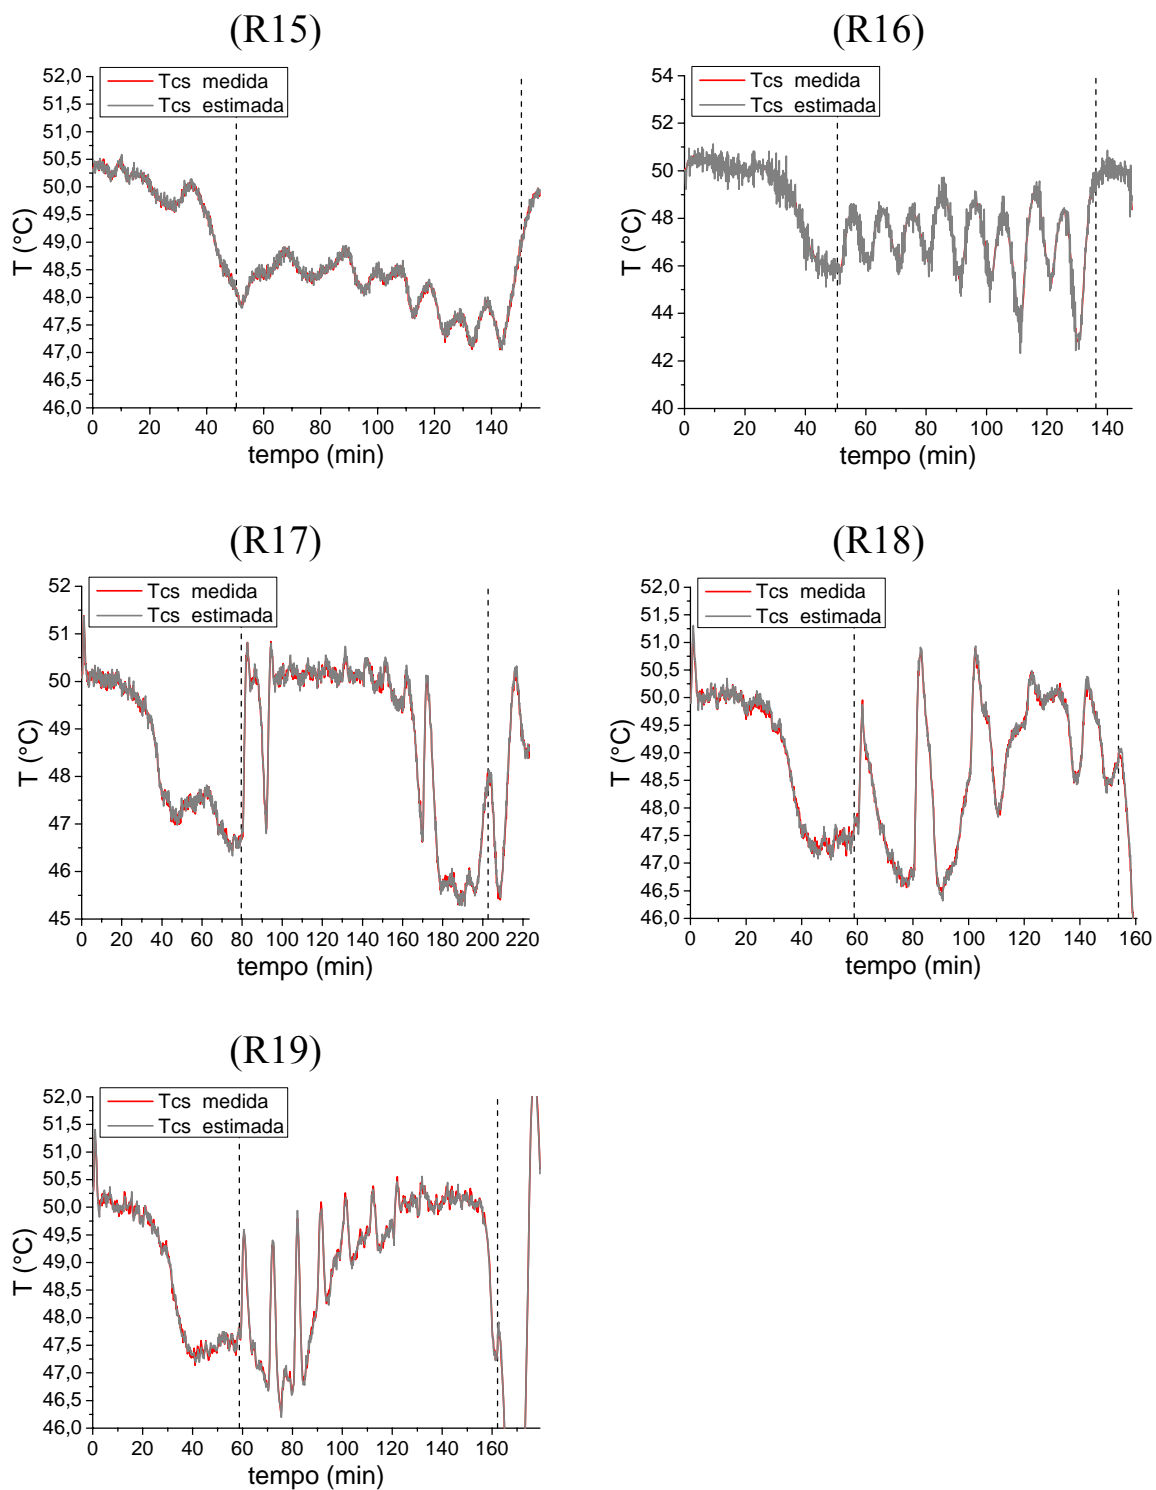 (R15)
Tcs medida
Tcs estimada
52,0
51,5
51,0
50,5
50,0
49,5
49,0
48,5
48,0
47,5
47,0
46,5
46,0
T (°C)
0 20 40 60 80 100 120 140
tempo (min)
(R16)
Tcs medida
Tcs estimada
54
52
50
48
46
44
42
40
T (°C)
0 20 40 60 80 100 120 140
tempo (min)
(R17)
Tcs medida
Tcs estimada
52
51
50
49
48
47
46
45
T (°C)
0 20 40 60 80 100 120 140 160 180 200 220
tempo (min)
(R18)
Tcs medida
Tcs estimada
52,0
51,5
51,0
50,5
50,0
49,5
49,0
48,5
48,0
47,5
47,0
46,5
46,0
T (°C)
0 20 40 60 80 100 120 140 160
tempo (min)
(R19)
Tcs medida
Tcs estimada
52,0
51,5
51,0
50,5
50,0
49,5
49,0
48,5
48,0
47,5
47,0
46,5
46,0
T (°C)
0 20 40 60 80 100 120 140 160
tempo (min)